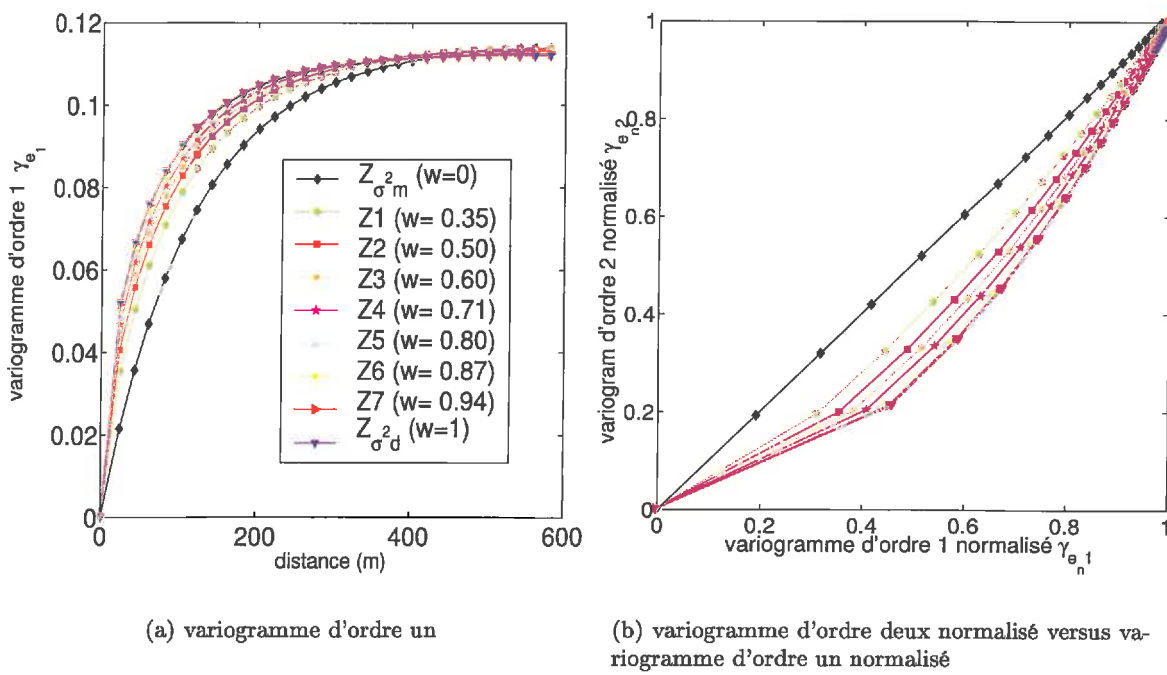 0.12
0.1
0.08
0.06
0.04
0.02
0
variogramme d'ordre 1 γe1
0
200
400
600
distance (m)
Zσ²m (w=0)
Z1 (w= 0.35)
Z2 (w= 0.50)
Z3 (w= 0.60)
Z4 (w= 0.71)
Z5 (w= 0.80)
Z6 (w= 0.87)
Z7 (w= 0.94)
Zσ²d (w=1)
1
0.8
0.6
0.4
0.2
0
variogram d'ordre 2 normalisé γen2
0
0.2
0.4
0.6
0.8
1
variogramme d'ordre 1 normalisé γen1
(a) variogramme d'ordre un
(b) variogramme d'ordre deux normalisé versus va-
riogramme d'ordre un normalisé